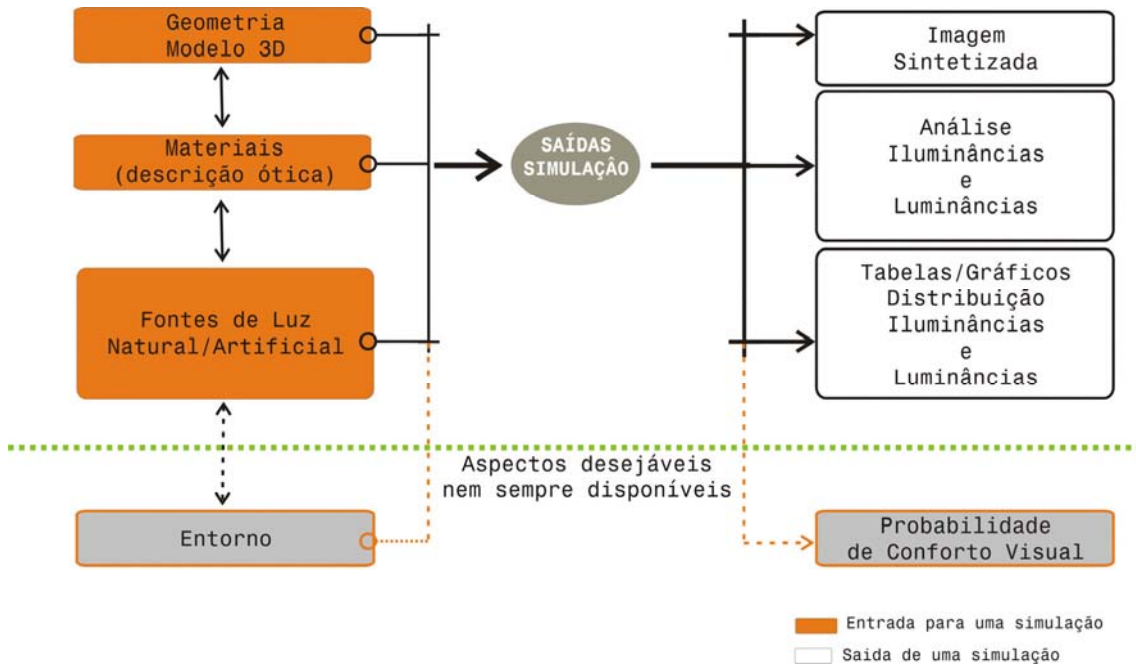 Geometria
Modelo 3D
Materiais
(descrição ótica)
Fontes de Luz
Natural/Artificial
SAÍDAS
SIMULAÇÂO
Imagem
Sintetizada
Análise
Iluminâncias
e
Luminâncias
Tabelas/Gráficos
Distribuição
Iluminâncias
e
Luminâncias
Aspectos desejáveis
nem sempre disponíveis
Entorno
Probabilidade
de Conforto Visual
Entrada para uma simulação
Saida de uma simulação